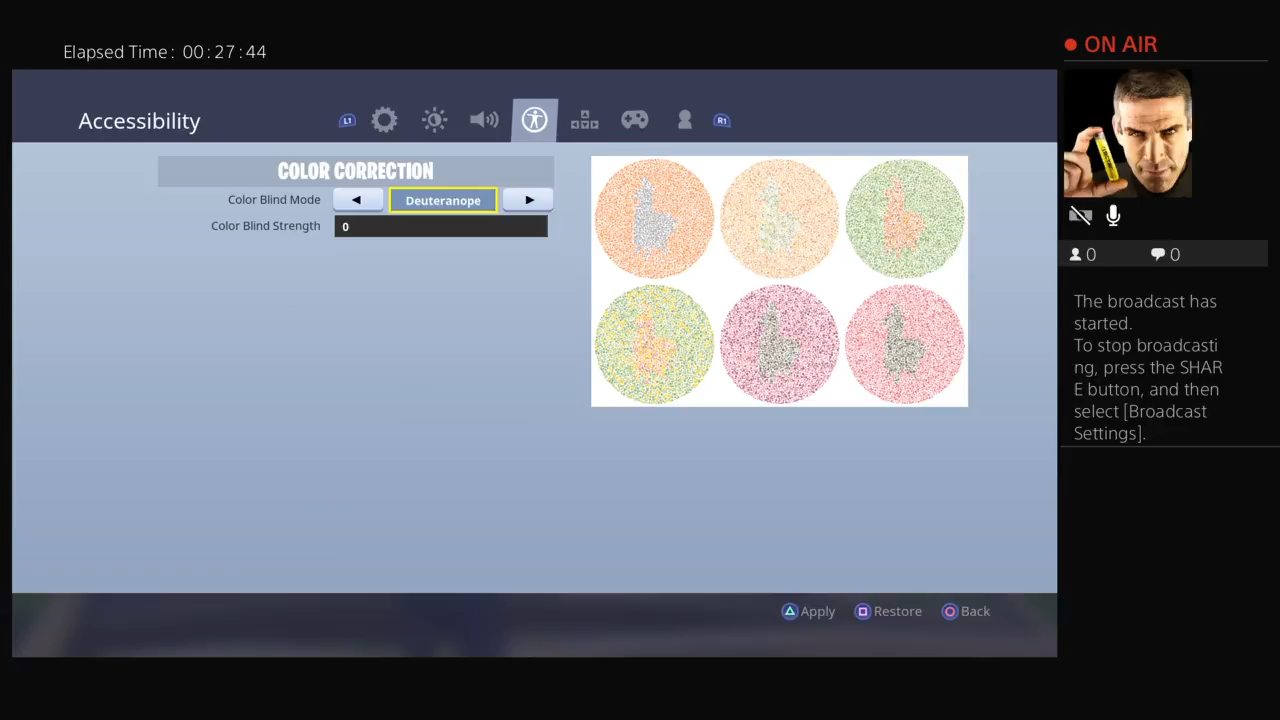 Elapsed Time: 00:27:44
ON AIR
Accessibility
L1
R1
COLOR CORRECTION
Color Blind Mode
Deuteranope
Color Blind Strength
0
0
0
The broadcast has
started.
To stop broadcasti
ng, press the SHAR
E button, and then
select [Broadcast
Settings].
Apply
Restore
Back